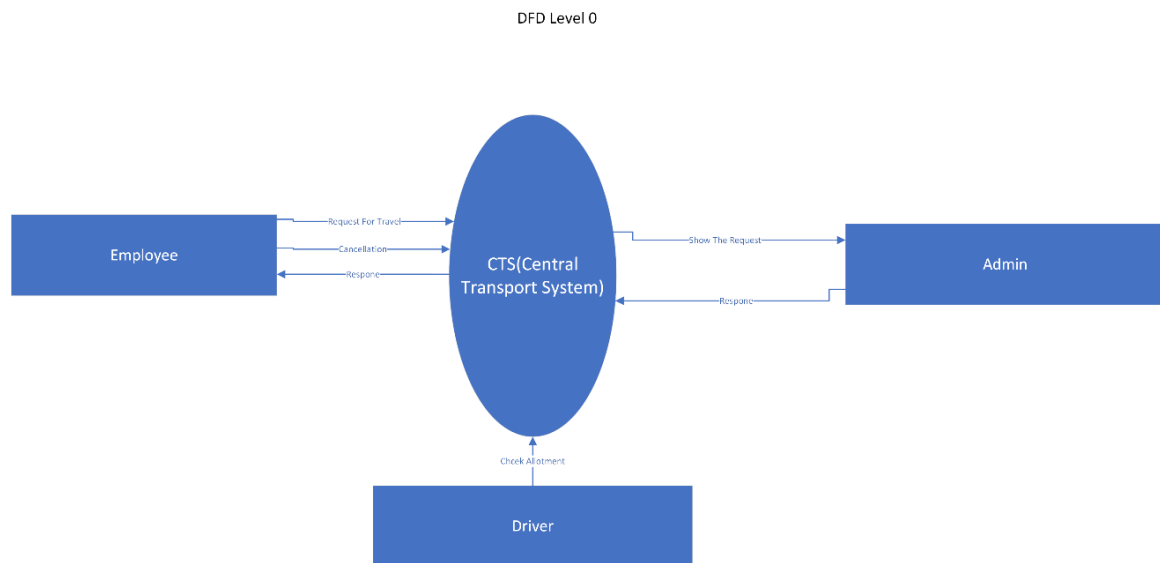 DFD Level 0
Request For Travel
Employee
Cancellation
Respone
CTS(Central
Transport System)
Show The Request
Admin
Respone
Chcek Allotment
Driver